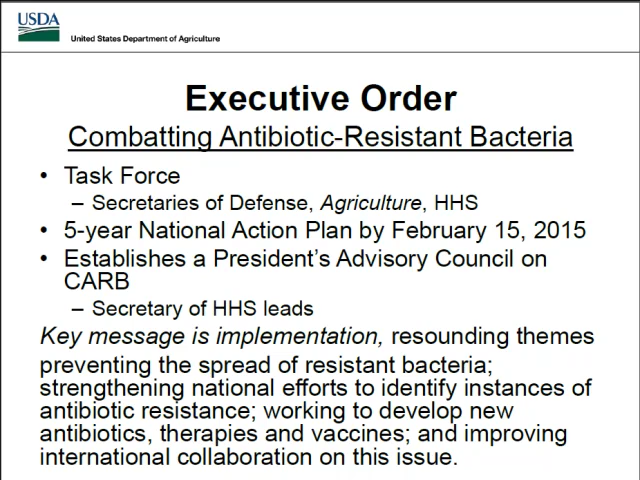 USDA
United States Department of Agriculture
Executive Order
Combatting Antibiotic-Resistant Bacteria
• Task Force
– Secretaries of Defense, Agriculture, HHS
• 5-year National Action Plan by February 15, 2015
• Establishes a President's Advisory Council on
CARB
– Secretary of HHS leads
Key message is implementation, resounding themes
preventing the spread of resistant bacteria;
strengthening national efforts to identify instances of
antibiotic resistance; working to develop new
antibiotics, therapies and vaccines; and improving
international collaboration on this issue.